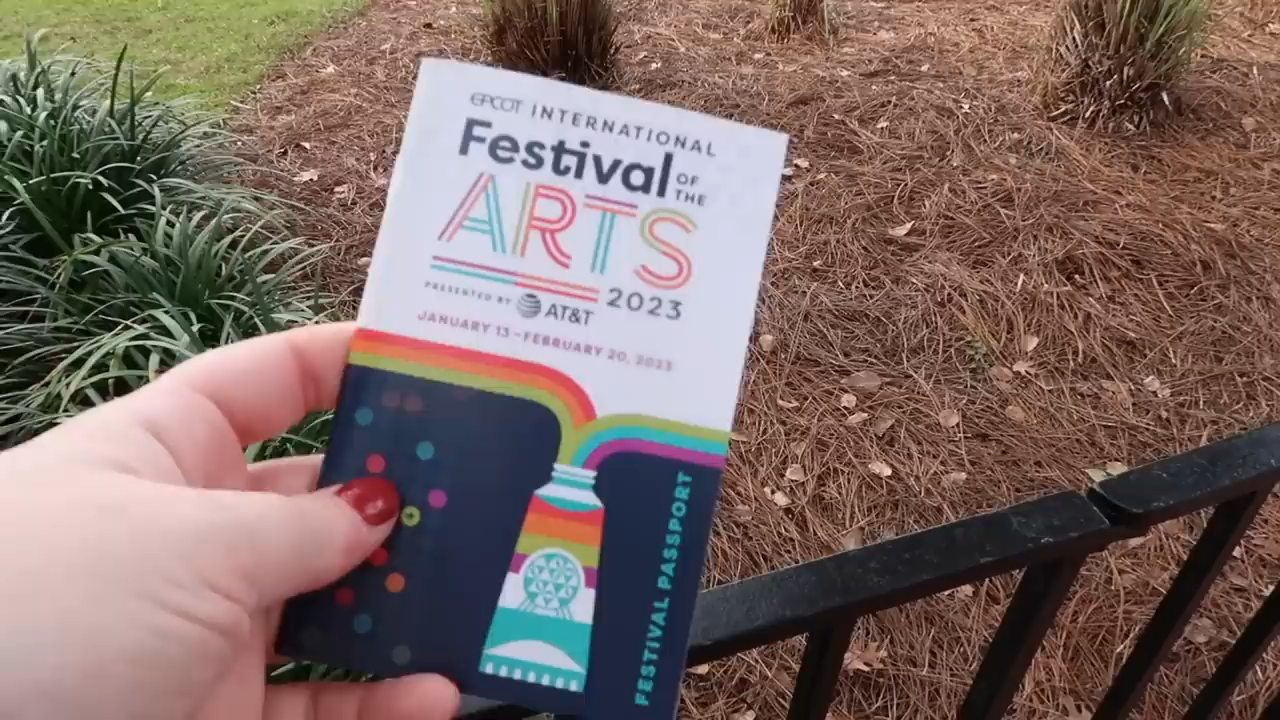 EPCOT INTERNATIONAL
Festival OF THE
ARTS
2023
PRESENTED BY AT&T
JANUARY 13 – FEBRUARY 20, 2023
FESTIVAL PASSPORT